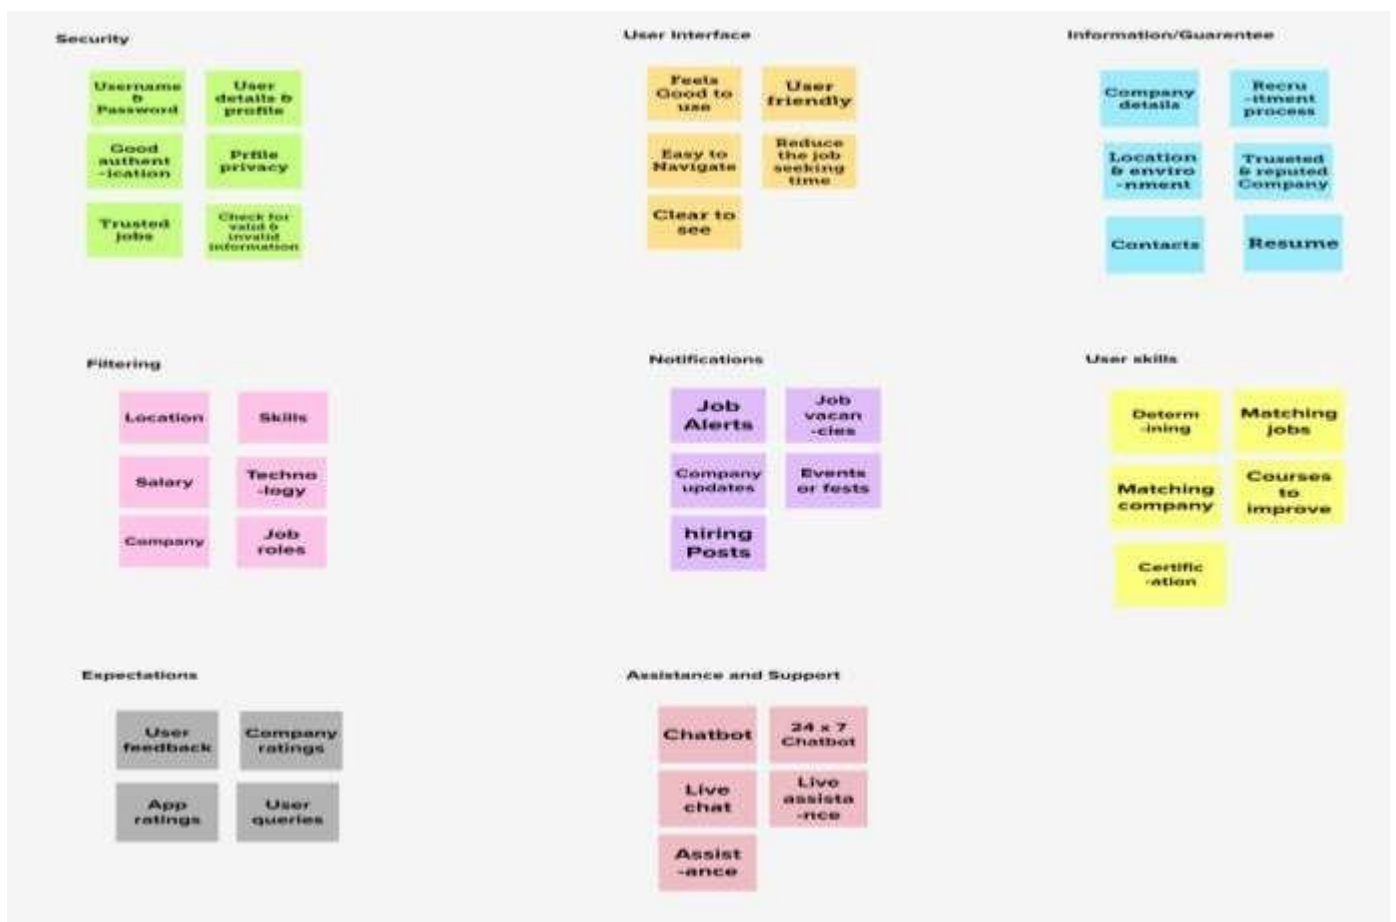 Security
Username
&
Password
User
details &
profile
Good
authent
-ication
Prfile
privacy
Trusted
jobs
Check for
valid &
invalid
information
User Interface
Feels
Good to
use
User
friendly
Easy to
Navigate
Reduce
the job
seeking
time
Clear to
see
Information/Guarentee
Company
details
Recru
-itment
process
Location
& enviro
-nment
Truseted
& reputed
Company
Contacts
Resume
Filtering
Location
Skills
Salary
Techno
-logy
Company
Job
roles
Notifications
Job
Alerts
Job
vacan
-cies
Company
updates
Events
or fests
hiring
Posts
User skills
Determ
-ining
Matching
jobs
Matching
company
Courses
to
improve
Certific
-ation
Expectations
User
feedback
Company
ratings
App
ratings
User
queries
Assistance and Support
Chatbot
24 x 7
Chatbot
Live
chat
Live
assista
-nce
Assist
-ance